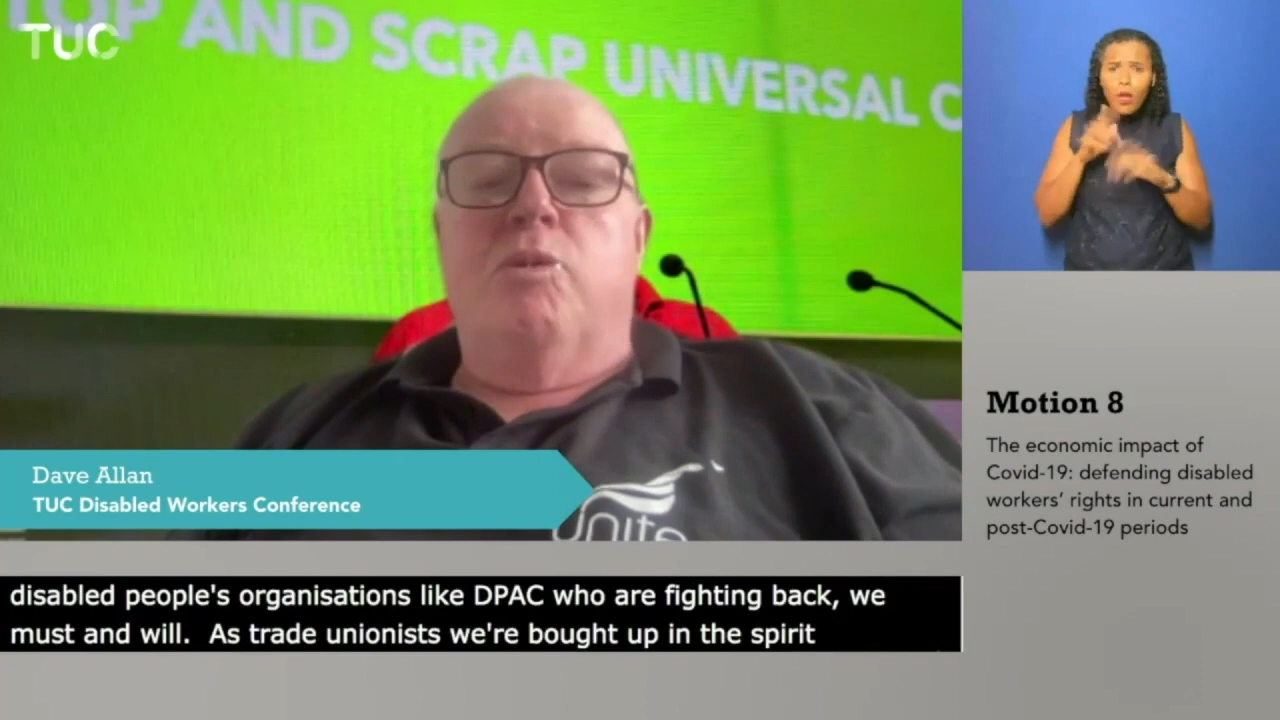 TOP AND SCRAP UNIVERSAL C
TUC
Dave Allan
TUC Disabled Workers Conference
unite
Motion 8
The economic impact of
Covid-19: defending disabled
workers' rights in current and
post-Covid-19 periods
disabled people's organisations like DPAC who are fighting back, we
must and will. As trade unionists we're bought up in the spirit